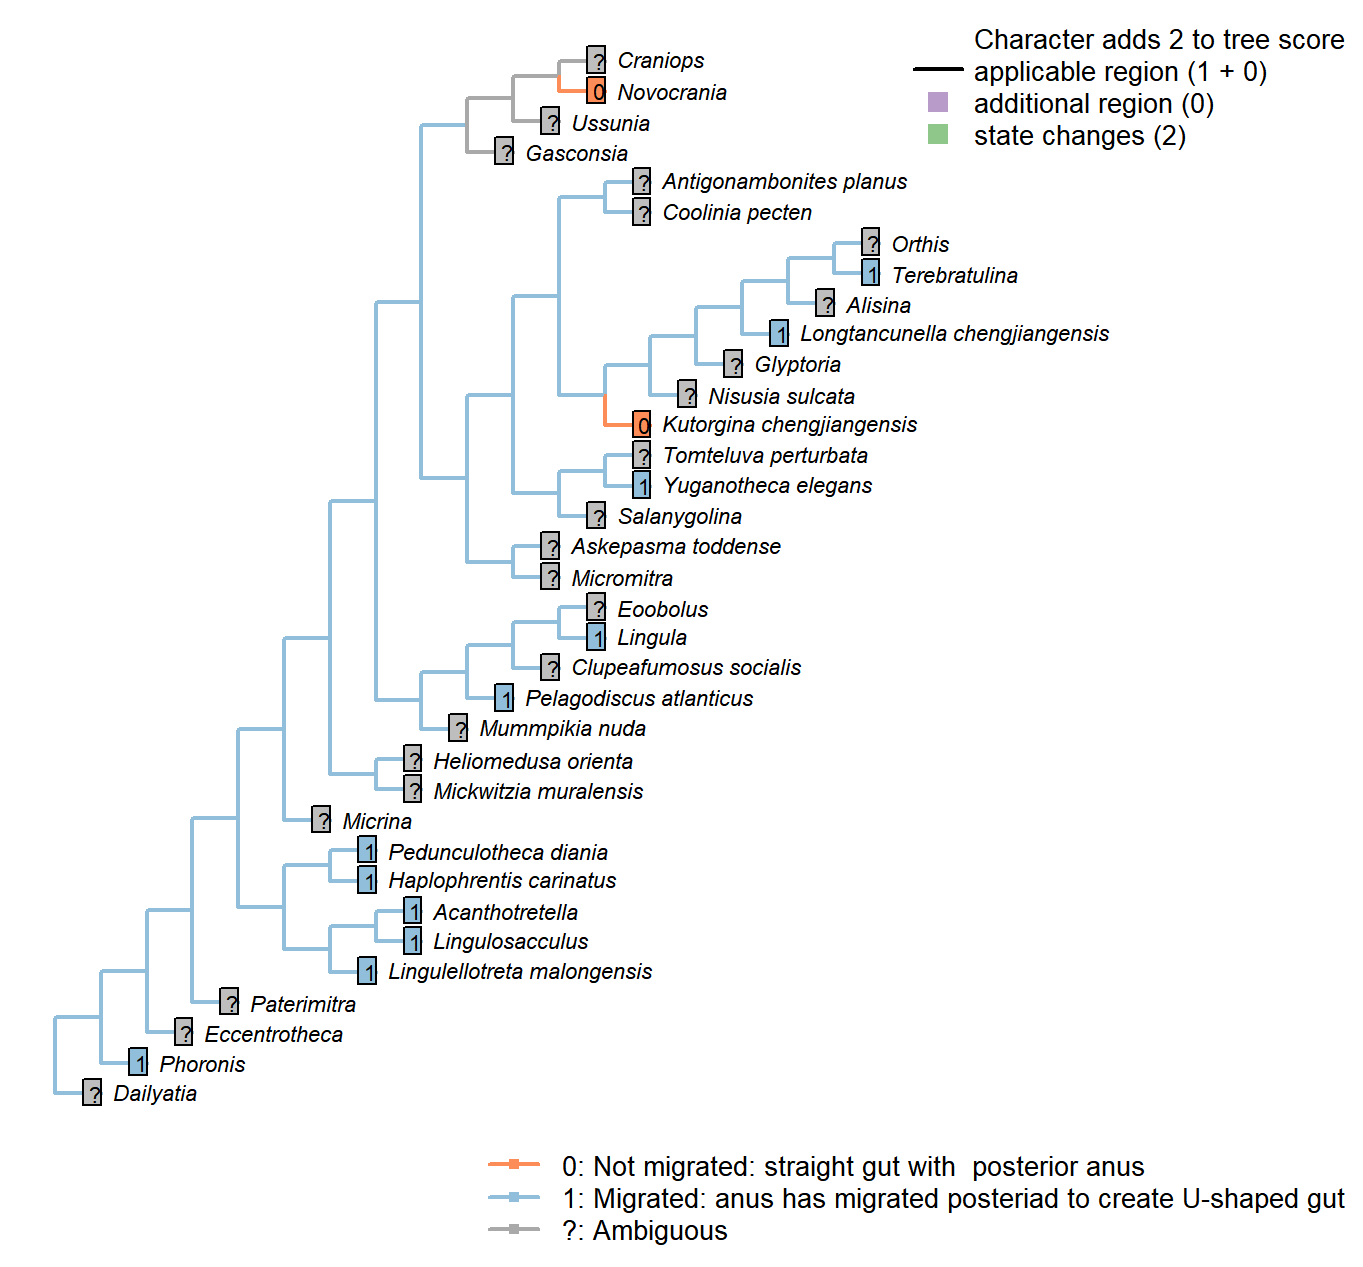 Character adds 2 to tree score
applicable region (1 + 0)
additional region (0)
state changes (2)
? Craniops
0 Novocrania
? Ussunia
? Gasconsia
? Antigonambonites planus
? Coolinia pecten
? Orthis
1 Terebratulina
? Alisina
1 Longtancunella chengjiangensis
? Glyptoria
? Nisusia sulcata
0 Kutorgina chengjiangensis
? Tomteluva perturbata
1 Yuganotheca elegans
? Salanygolina
? Askepasma toddense
? Micromitra
? Eoobolus
1 Lingula
? Clupeafumosus socialis
1 Pelagodiscus atlanticus
? Mummpikia nuda
? Heliomedusa orienta
? Mickwitzia muralensis
? Micrina
1 Pedunculotheca diania
1 Haplophrentis carinatus
1 Acanthotretella
1 Lingulosacculus
1 Lingulellotreta malongensis
? Paterimitra
? Eccentrotheca
1 Phoronis
? Dailyatia
0: Not migrated: straight gut with  posterior anus
1: Migrated: anus has migrated posteriad to create U-shaped gut
?: Ambiguous